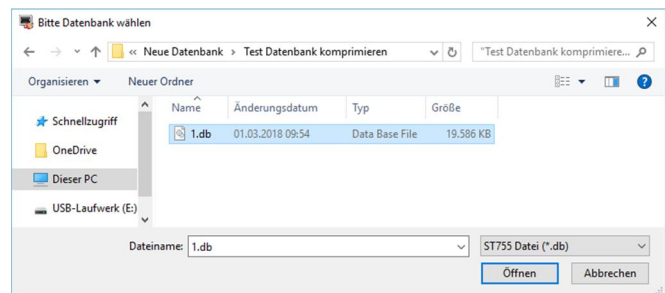 Bitte Datenbank wählen
« Neue Datenbank › Test Datenbank komprimieren "Test Datenbank komprimiere...
Organisieren Neuer Ordner
Name Änderungsdatum Typ Größe
Schnellzugriff
1.db 01.03.2018 09:54 Data Base File 19.586 KB
OneDrive
Dieser PC
USB-Laufwerk (E:)
Dateiname: 1.db ST755 Datei (*.db)
Öffnen Abbrechen